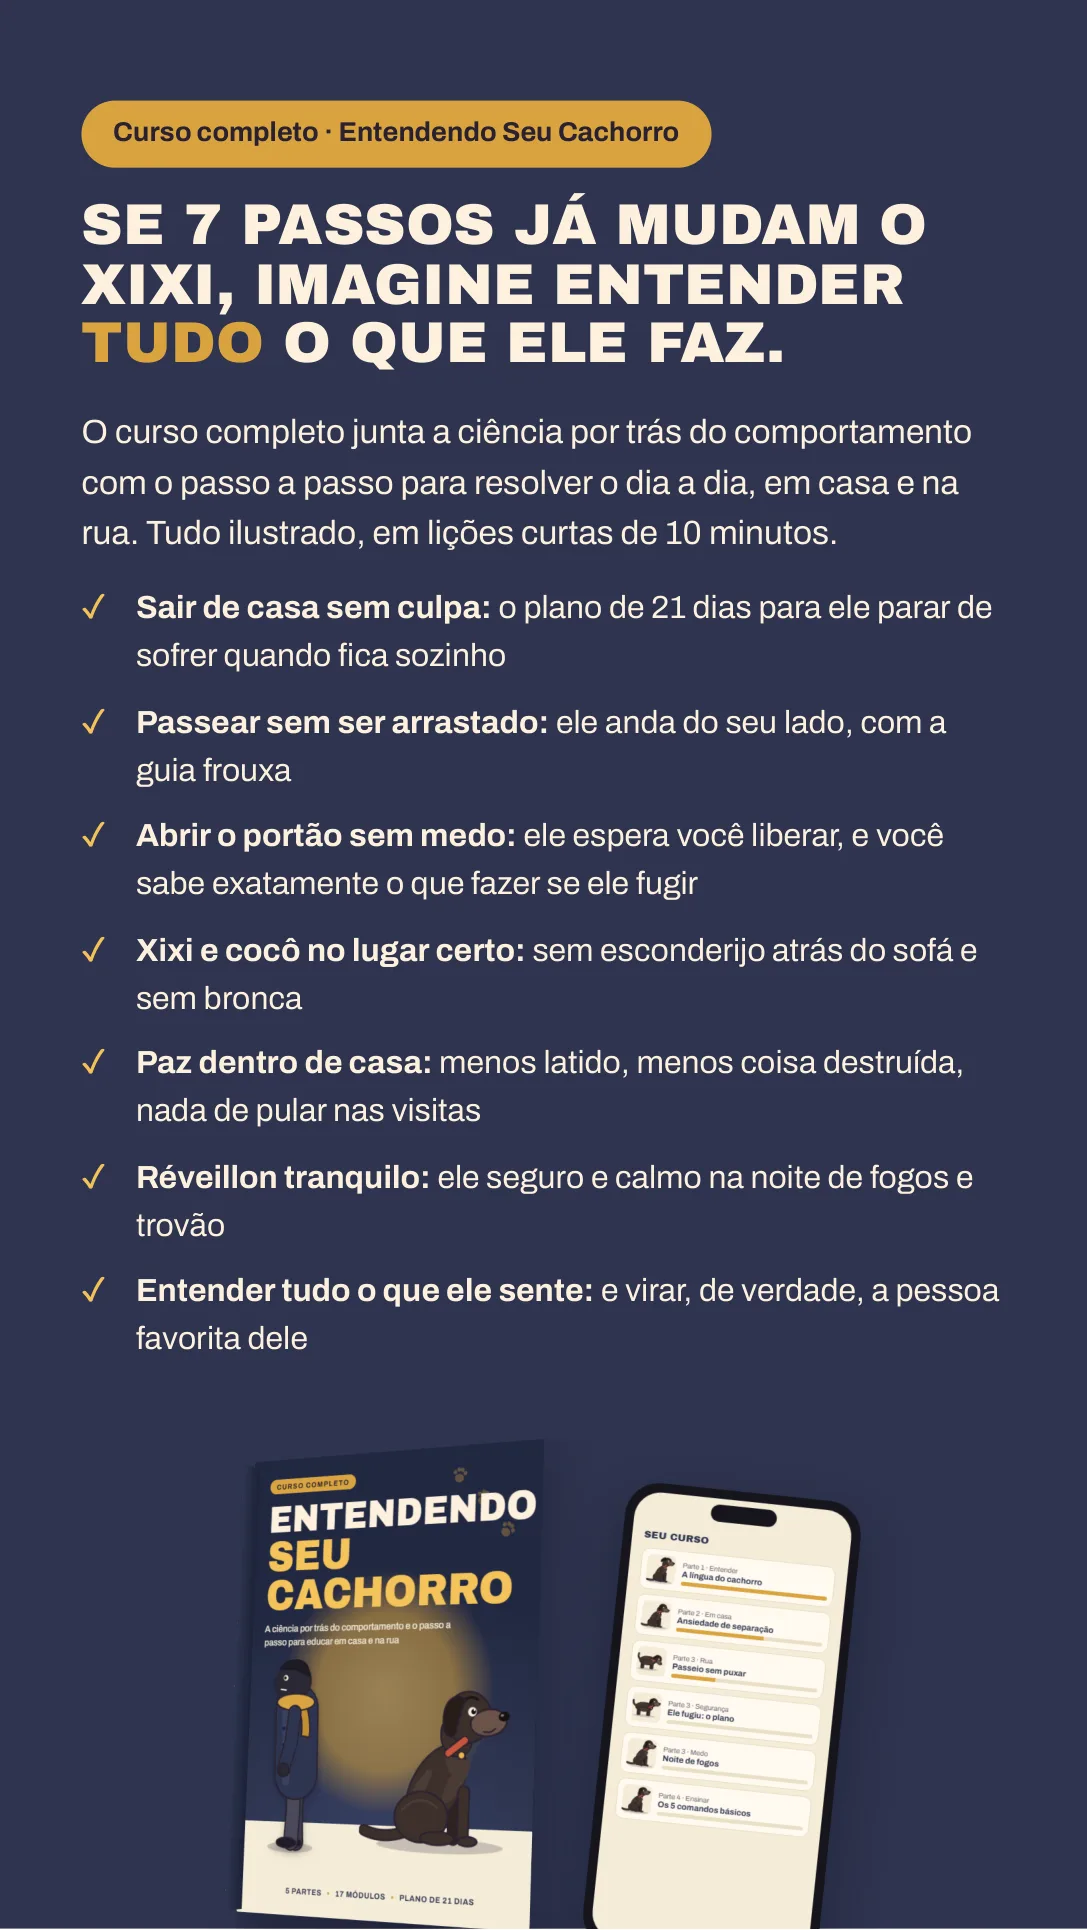 Curso completo · Entendendo Seu Cachorro
SE 7 PASSOS JÁ MUDAM O
XIXI, IMAGINE ENTENDER
TUDO O QUE ELE FAZ.
O curso completo junta a ciência por trás do comportamento
com o passo a passo para resolver o dia a dia, em casa e na
rua. Tudo ilustrado, em lições curtas de 10 minutos.
✓ Sair de casa sem culpa: o plano de 21 dias para ele parar de
sofrer quando fica sozinho
✓ Passear sem ser arrastado: ele anda do seu lado, com a
guia frouxa
✓ Abrir o portão sem medo: ele espera você liberar, e você
sabe exatamente o que fazer se ele fugir
✓ Xixi e cocô no lugar certo: sem esconderijo atrás do sofá e
sem bronca
✓ Paz dentro de casa: menos latido, menos coisa destruída,
nada de pular nas visitas
✓ Réveillon tranquilo: ele seguro e calmo na noite de fogos e
trovão
✓ Entender tudo o que ele sente: e virar, de verdade, a pessoa
favorita dele
CURSO COMPLETO
ENTENDENDO
SEU
CACHORRO
A ciência por trás do comportamento e o passo a
passo para educar em casa e na rua
5 PARTES • 17 MÓDULOS • PLANO DE 21 DIAS
SEU CURSO
Parte 1 · Entender
A língua do cachorro
Parte 2 · Em casa
Ansiedade de separação
Parte 3 · Rua
Passeio sem puxar
Parte 3 · Segurança
Ele fugiu: o plano
Parte 3 · Medo
Noite de fogos
Parte 4 · Ensinar
Os 5 comandos básicos